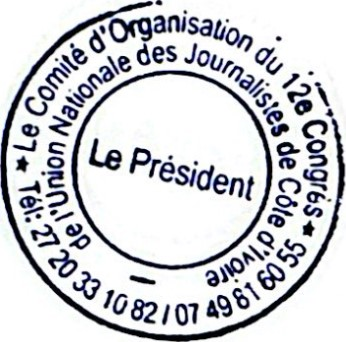 ★ Le Comité d'Organisation du 12e Congrès ★
de l'Union Nationale des Journalistes de Côte d'Ivoire
Le Président
Tél: 27 20 33 10 82 / 07 49 81 60 55